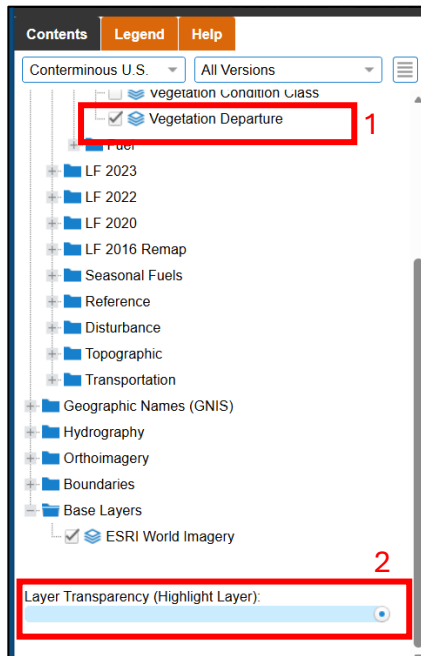 Contents Legend Help
Conterminous U.S. All Versions
Vegetation Condition Class
Vegetation Departure 1
Fuel
LF 2023
LF 2022
LF 2020
LF 2016 Remap
Seasonal Fuels
Reference
Disturbance
Topographic
Transportation
Geographic Names (GNIS)
Hydrography
Orthoimagery
Boundaries
Base Layers
ESRI World Imagery
2
Layer Transparency (Highlight Layer):